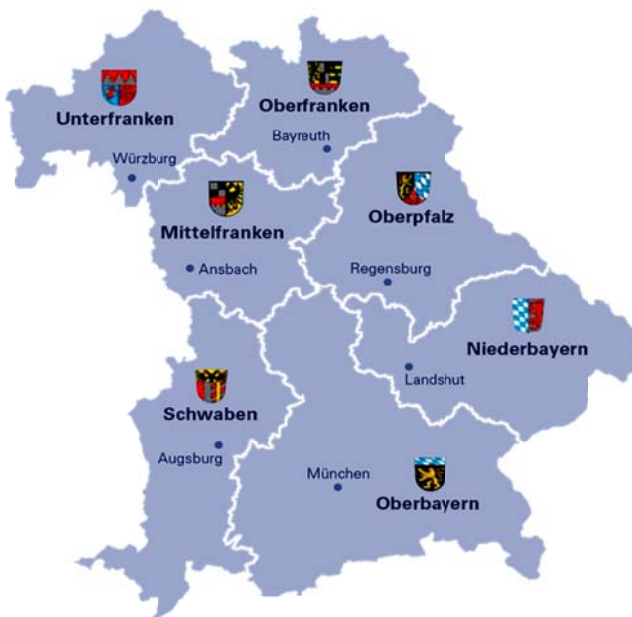 Unterfranken
Würzburg
Oberfranken
Bayreuth
Mittelfranken
Ansbach
Oberpfalz
Regensburg
Niederbayern
Landshut
Schwaben
Augsburg
München
Oberbayern